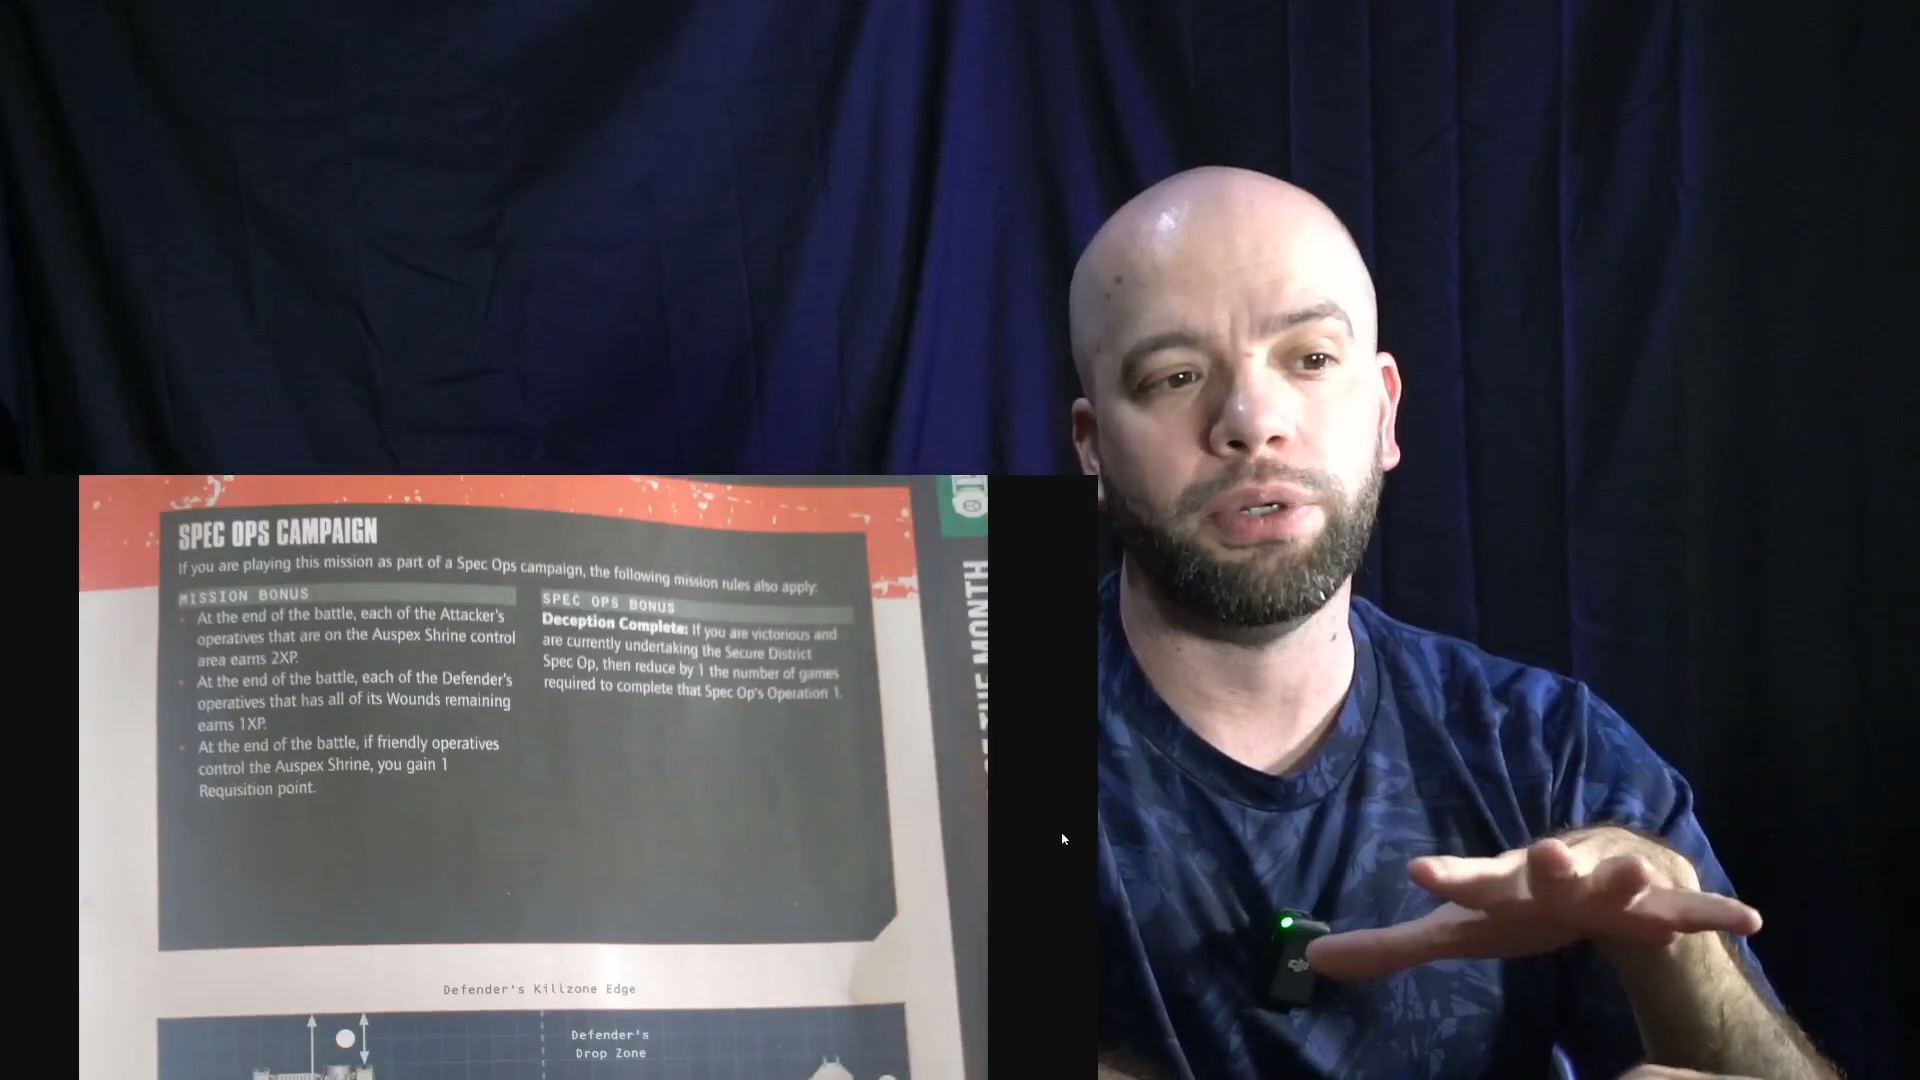 SPEC OPS CAMPAIGN
If you are playing this mission as part of a Spec Ops campaign, the following mission rules also apply:
MISSION BONUS
• At the end of the battle, each of the Attacker's
operatives that are on the Auspex Shrine control
area earns 2XP.
• At the end of the battle, each of the Defender's
operatives that has all of its Wounds remaining
earns 1XP.
• At the end of the battle, if friendly operatives
control the Auspex Shrine, you gain 1
Requisition point.
SPEC OPS BONUS
Deception Complete: If you are victorious and
are currently undertaking the Secure District
Spec Op, then reduce by 1 the number of games
required to complete that Spec Op's Operation 1.
THE MONTH
Defender's Killzone Edge
Defender's
Drop Zone